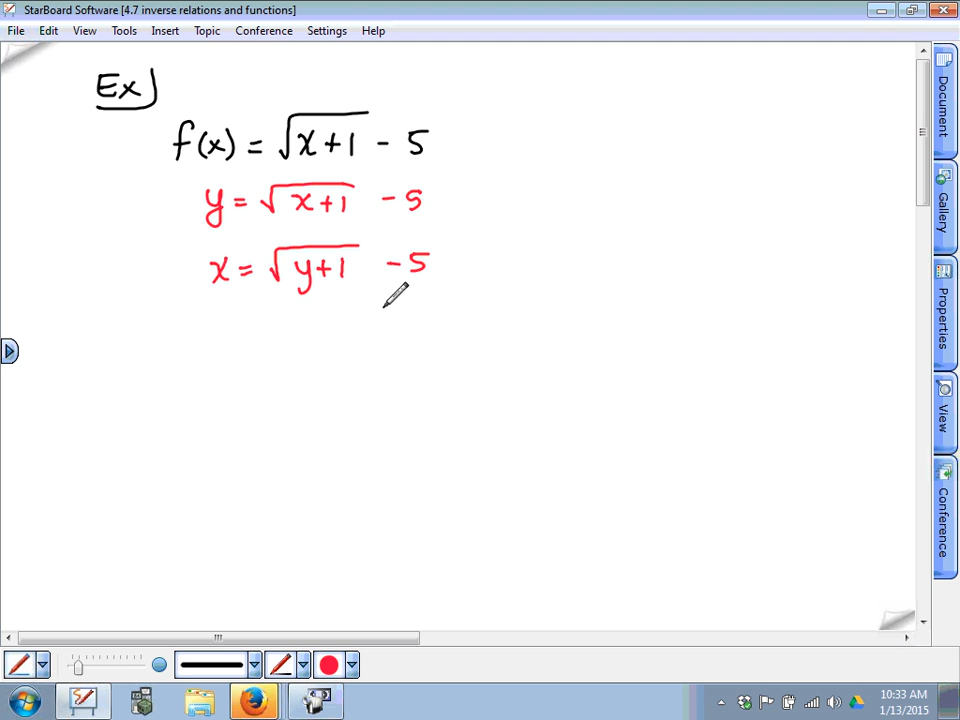 StarBoard Software [4.7 inverse relations and functions]
File Edit View Tools Insert Topic Conference Settings Help
Ex)
f(x) = √x+1 - 5
y = √x+1 - 5
x = √y+1 - 5
Document
Gallery
Properties
View
Conference
10:33 AM
1/13/2015